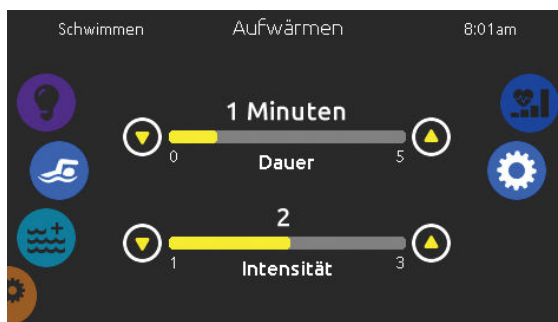 Schwimmen Aufwärmen 8:01am
1 Minuten
0 Dauer 5
2
1 Intensität 3